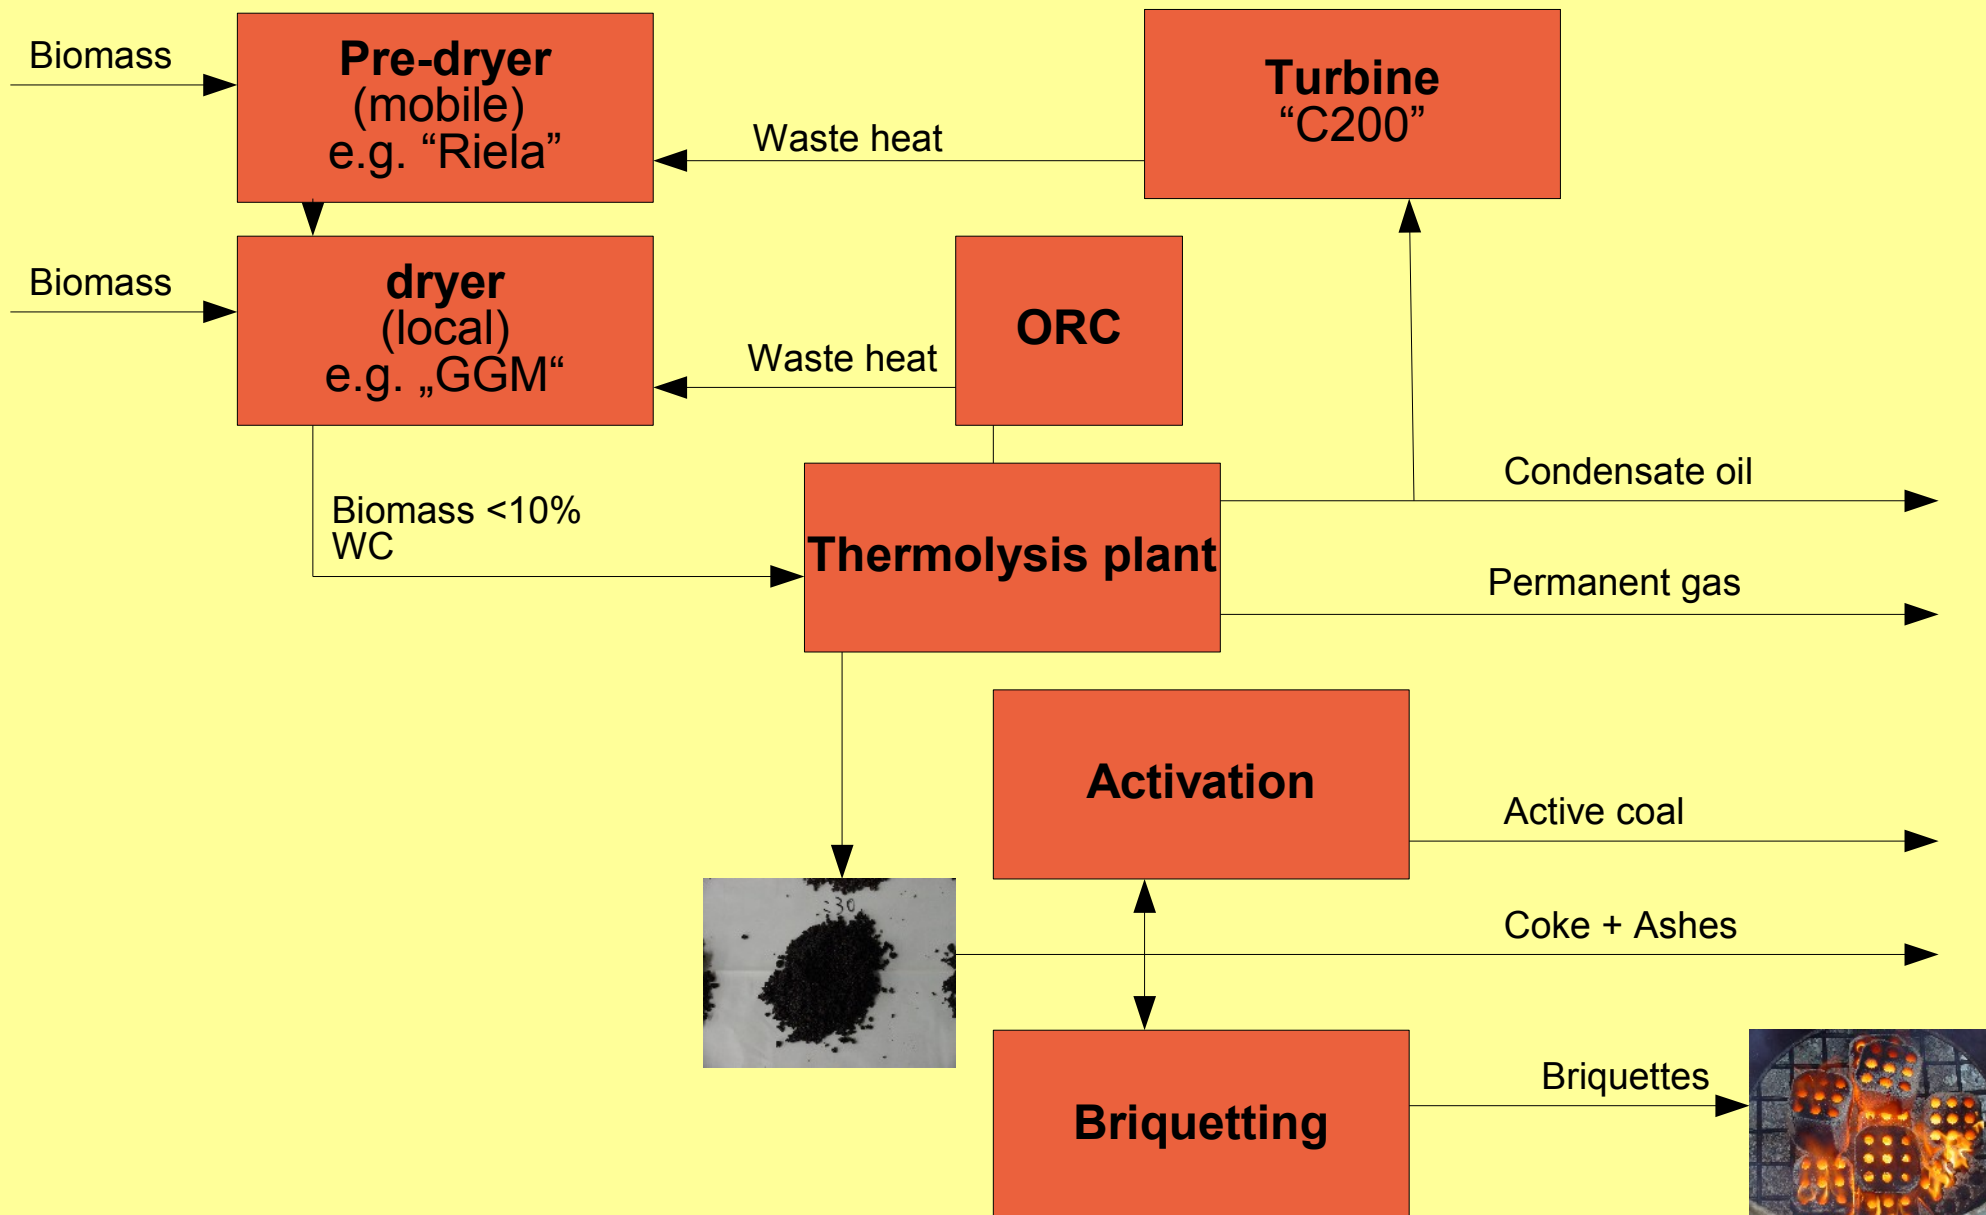 Biomass
Pre-dryer
(mobile)
e.g. “Riela”
Waste heat
Turbine
“C200”
Biomass
dryer
(local)
e.g. „GGM“
Waste heat
ORC
Biomass <10%
WC
Thermolysis plant
Condensate oil
Permanent gas
Activation
Active coal
Coke + Ashes
Briquetting
Briquettes